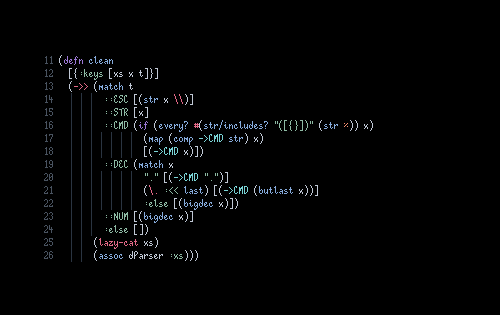 11 (defn clean
12   [{:keys [xs x t]}]
13   (->> (match t
14          ::ESC [(str x \\)]
15          ::STR [x]
16          ::CMD (if (every? #(str/includes? "([{}])" (str %)) x)
17                  (map (comp ->CMD str) x)
18                  [(->CMD x)])
19          ::DEC (match x
20                  "." [(->CMD ".")]
21                  (\. :<< last) [(->CMD (butlast x))]
22                  :else [(bigdec x)])
23          ::NUM [(bigdec x)]
24          :else [])
25        (lazy-cat xs)
26        (assoc dParser :xs)))